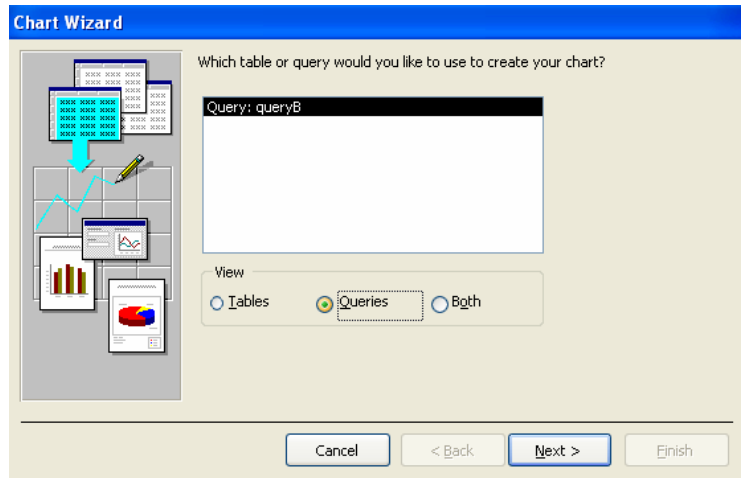 Chart Wizard
Which table or query would you like to use to create your chart?
Query: queryB
View
Tables
Queries
Both
Cancel
< Back
Next >
Finish